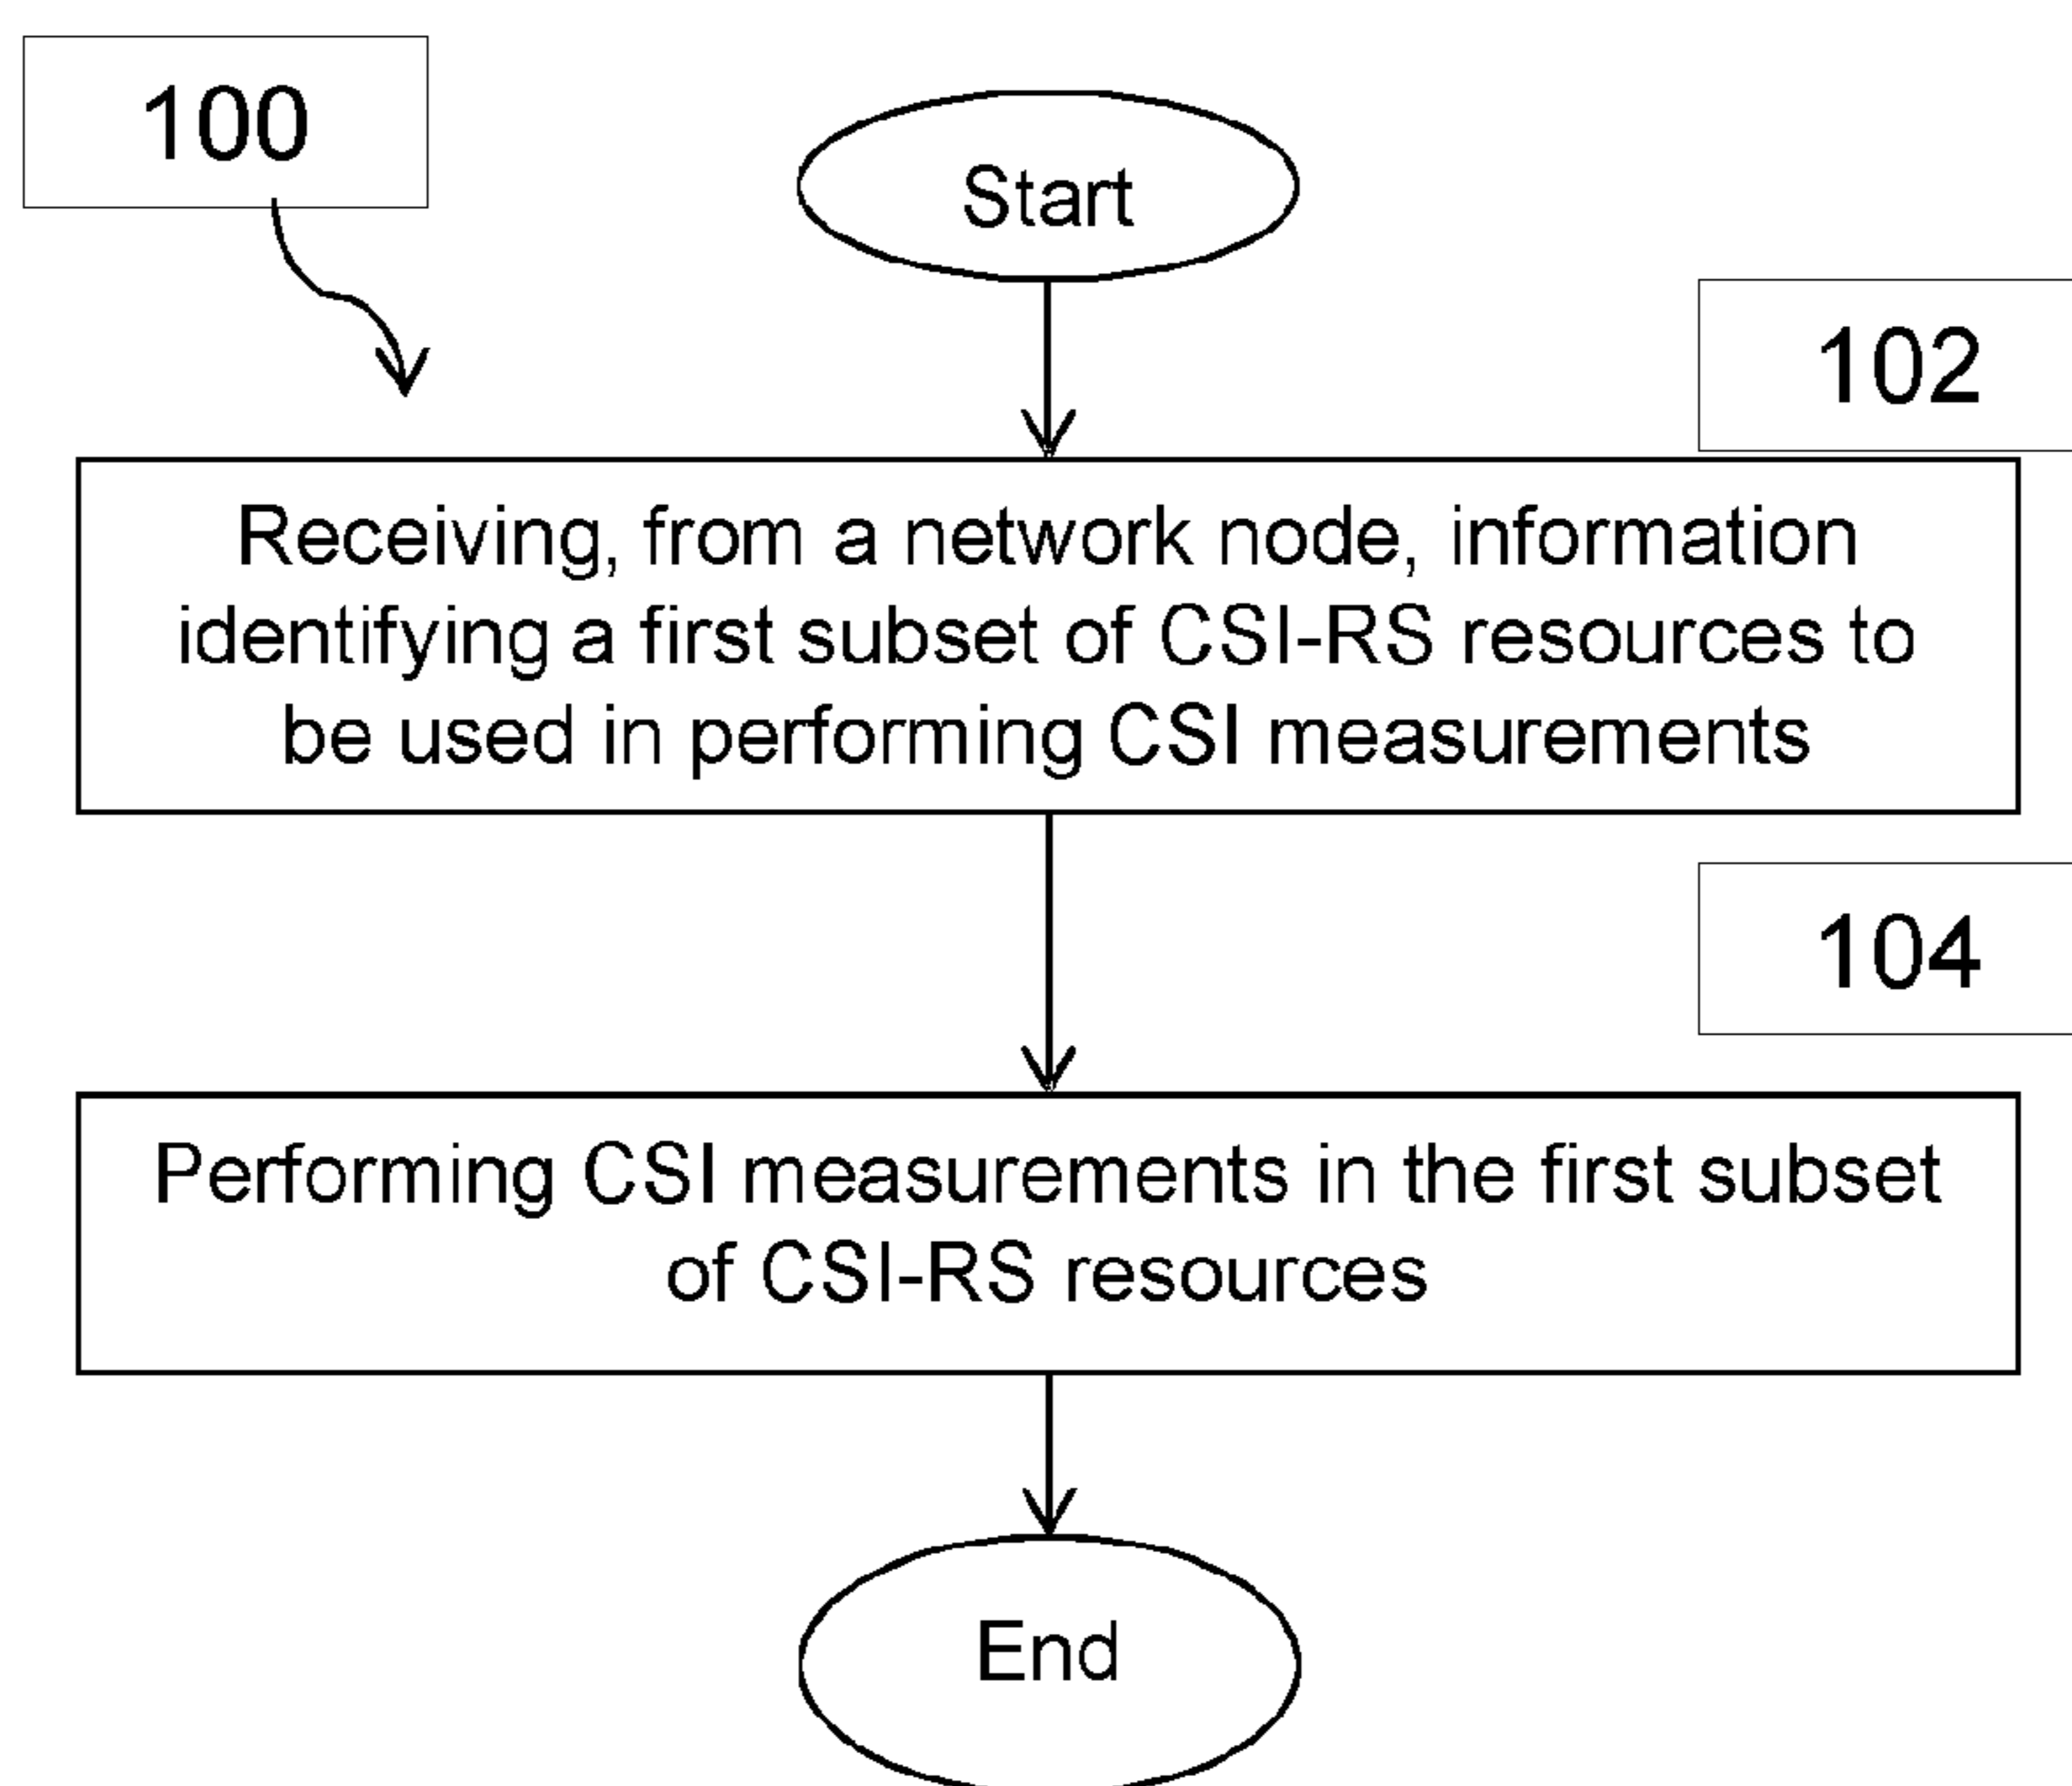 100
Start
102
Receiving, from a network node, information
identifying a first subset of CSI-RS resources to
be used in performing CSI measurements
104
Performing CSI measurements in the first subset
of CSI-RS resources
End